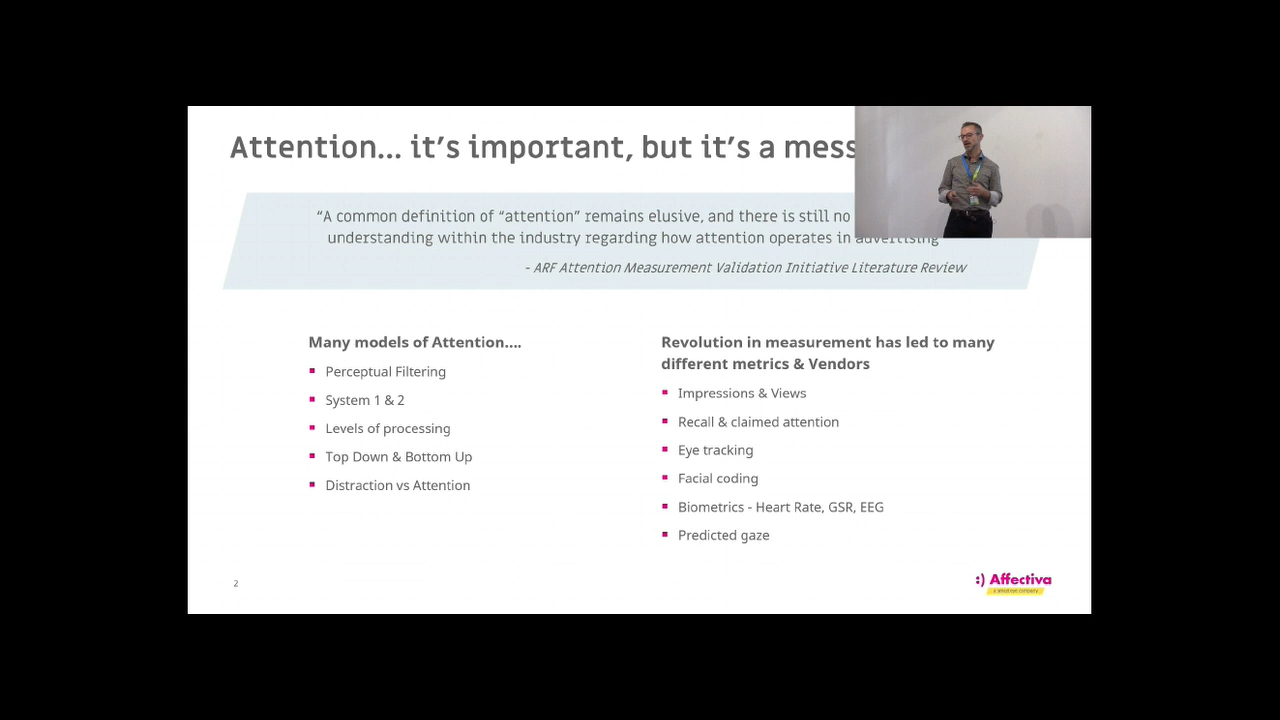 Attention... it's important, but it's a mess
“A common definition of “attention” remains elusive, and there is still no
understanding within the industry regarding how attention operates in advertising
- ARF Attention Measurement Validation Initiative Literature Review
Many models of Attention....
Perceptual Filtering
System 1 & 2
Levels of processing
Top Down & Bottom Up
Distraction vs Attention
Revolution in measurement has led to many
different metrics & Vendors
Impressions & Views
Recall & claimed attention
Eye tracking
Facial coding
Biometrics - Heart Rate, GSR, EEG
Predicted gaze
2
:) Affectiva
a smart eye company